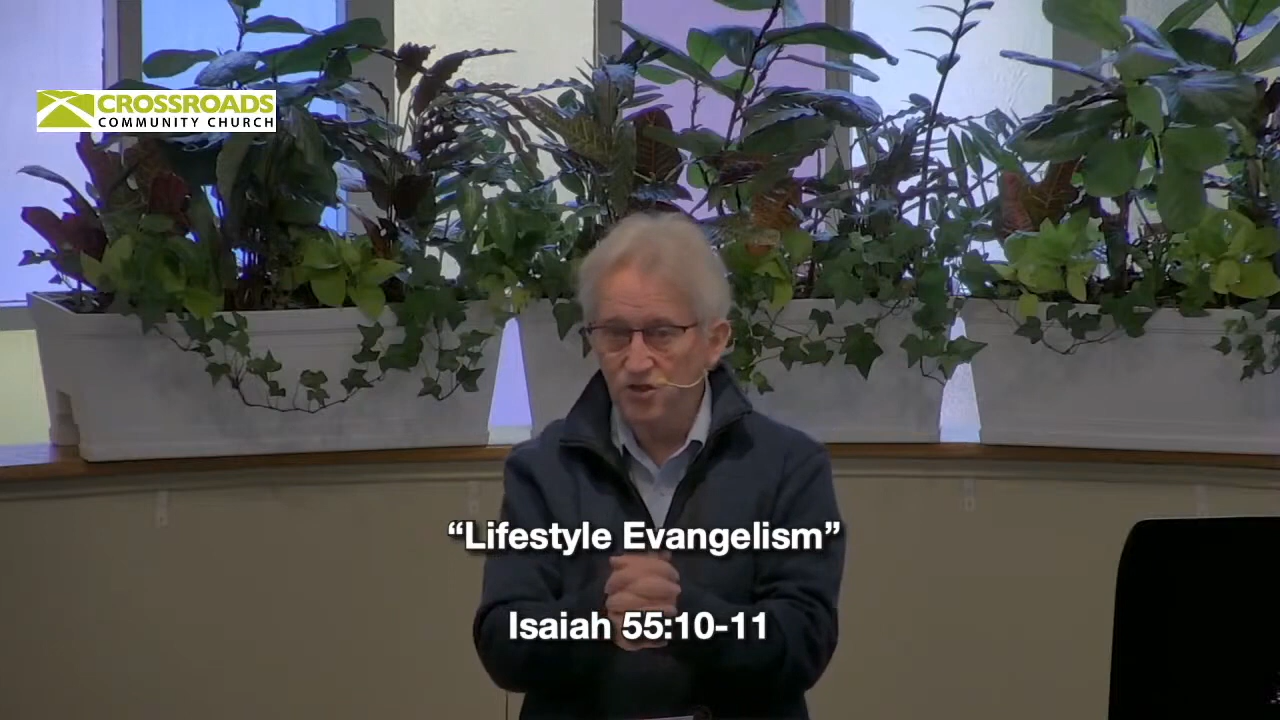 CROSSROADS
COMMUNITY CHURCH
“Lifestyle Evangelism”
Isaiah 55:10-11